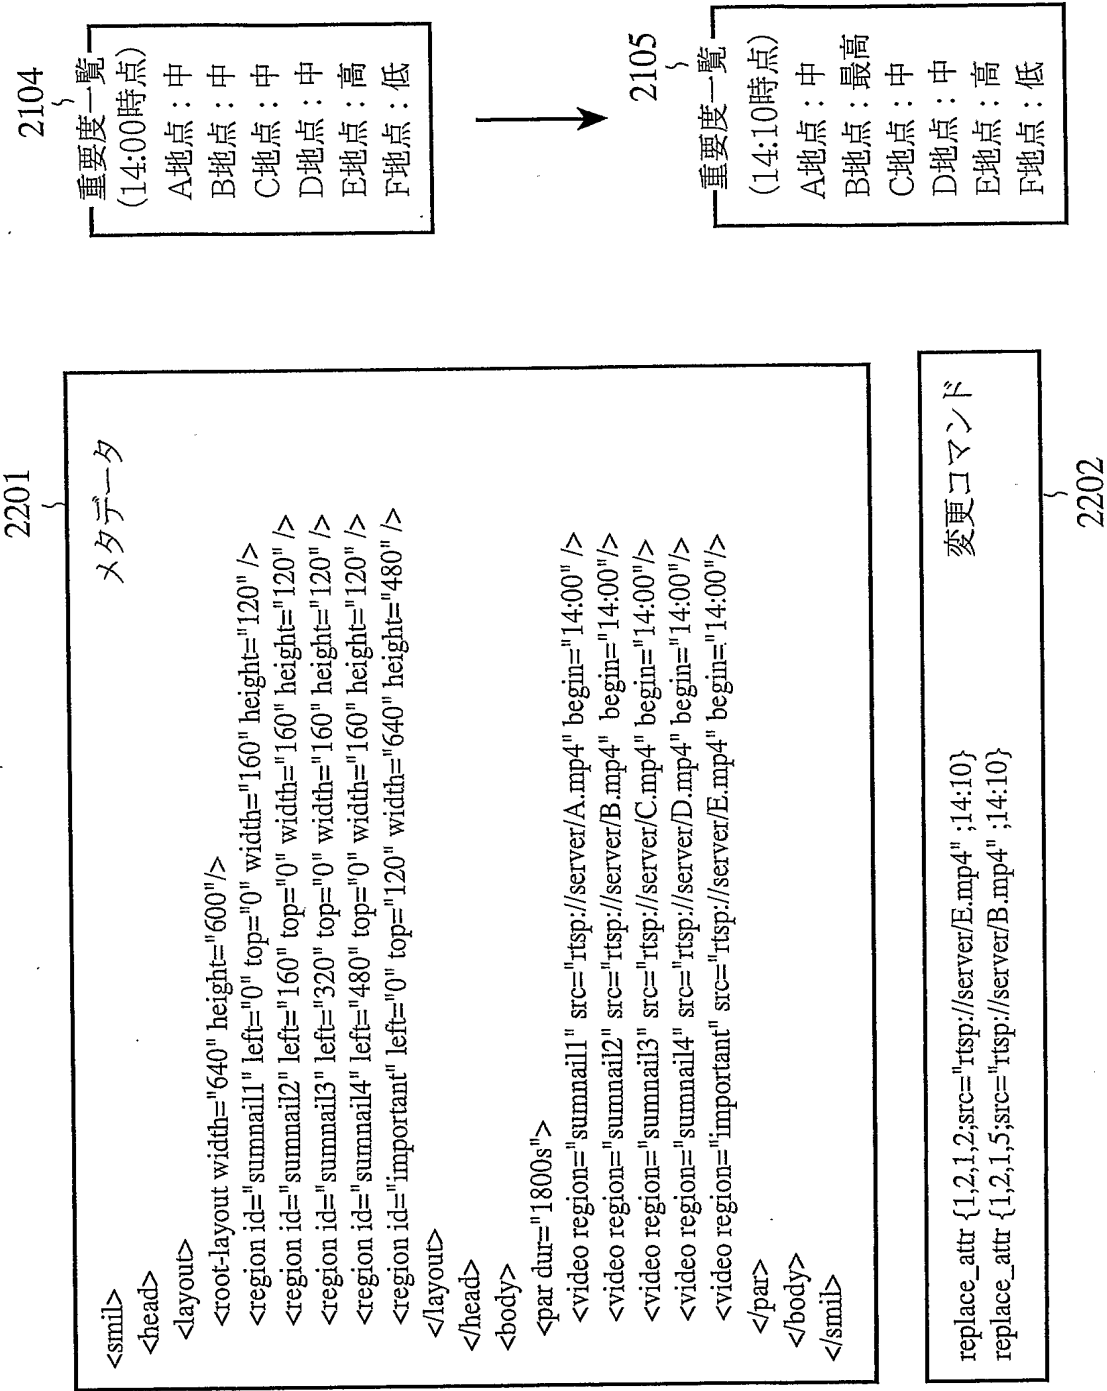 2201
メタデータ
<smil>
<head>
<layout>
<root-layout width="640" height="600"/>
<region id="sumnail1" left="0" top="0" width="160" height="120" />
<region id="sumnail2" left="160" top="0" width="160" height="120" />
<region id="sumnail3" left="320" top="0" width="160" height="120" />
<region id="sumnail4" left="480" top="0" width="160" height="120" />
<region id="important" left="0" top="120" width="640" height="480" />
</layout>
</head>
<body>
<par dur="1800s">
<video region="sumnail1" src="rtsp://server/A.mp4" begin="14:00" />
<video region="sumnail2" src="rtsp://server/B.mp4" begin="14:00"/>
<video region="sumnail3" src="rtsp://server/C.mp4" begin="14:00"/>
<video region="sumnail4" src="rtsp://server/D.mp4" begin="14:00"/>
<video region="important" src="rtsp://server/E.mp4" begin="14:00"/>
</par>
</body>
</smil>
変更コマンド
replace_attr {1,2,1,2;src="rtsp://server/E.mp4" ;14:10}
replace_attr {1,2,1,5;src="rtsp://server/B.mp4" ;14:10}
2202
2104
重要度一覧
(14:00時点)
A地点：中
B地点：中
C地点：中
D地点：中
E地点：高
F地点：低
2105
重要度一覧
(14:10時点)
A地点：中
B地点：最高
C地点：中
D地点：中
E地点：高
F地点：低